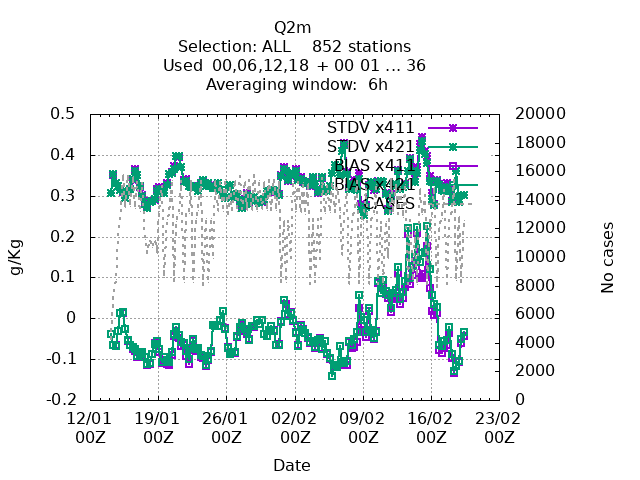 Q2m
Selection: ALL    852 stations
Used  00,06,12,18  + 00 01 ... 36
Averaging window:  6h
0.5
0.4
0.3
0.2
0.1
0
-0.1
-0.2
g/Kg
STDV x411
STDV x421
BIAS x411
BIAS x421
CASES
20000
18000
16000
14000
12000
10000
8000
6000
4000
2000
0
No cases
12/01 19/01 26/01 02/02 09/02 16/02 23/02
00Z 00Z 00Z 00Z 00Z 00Z 00Z
Date